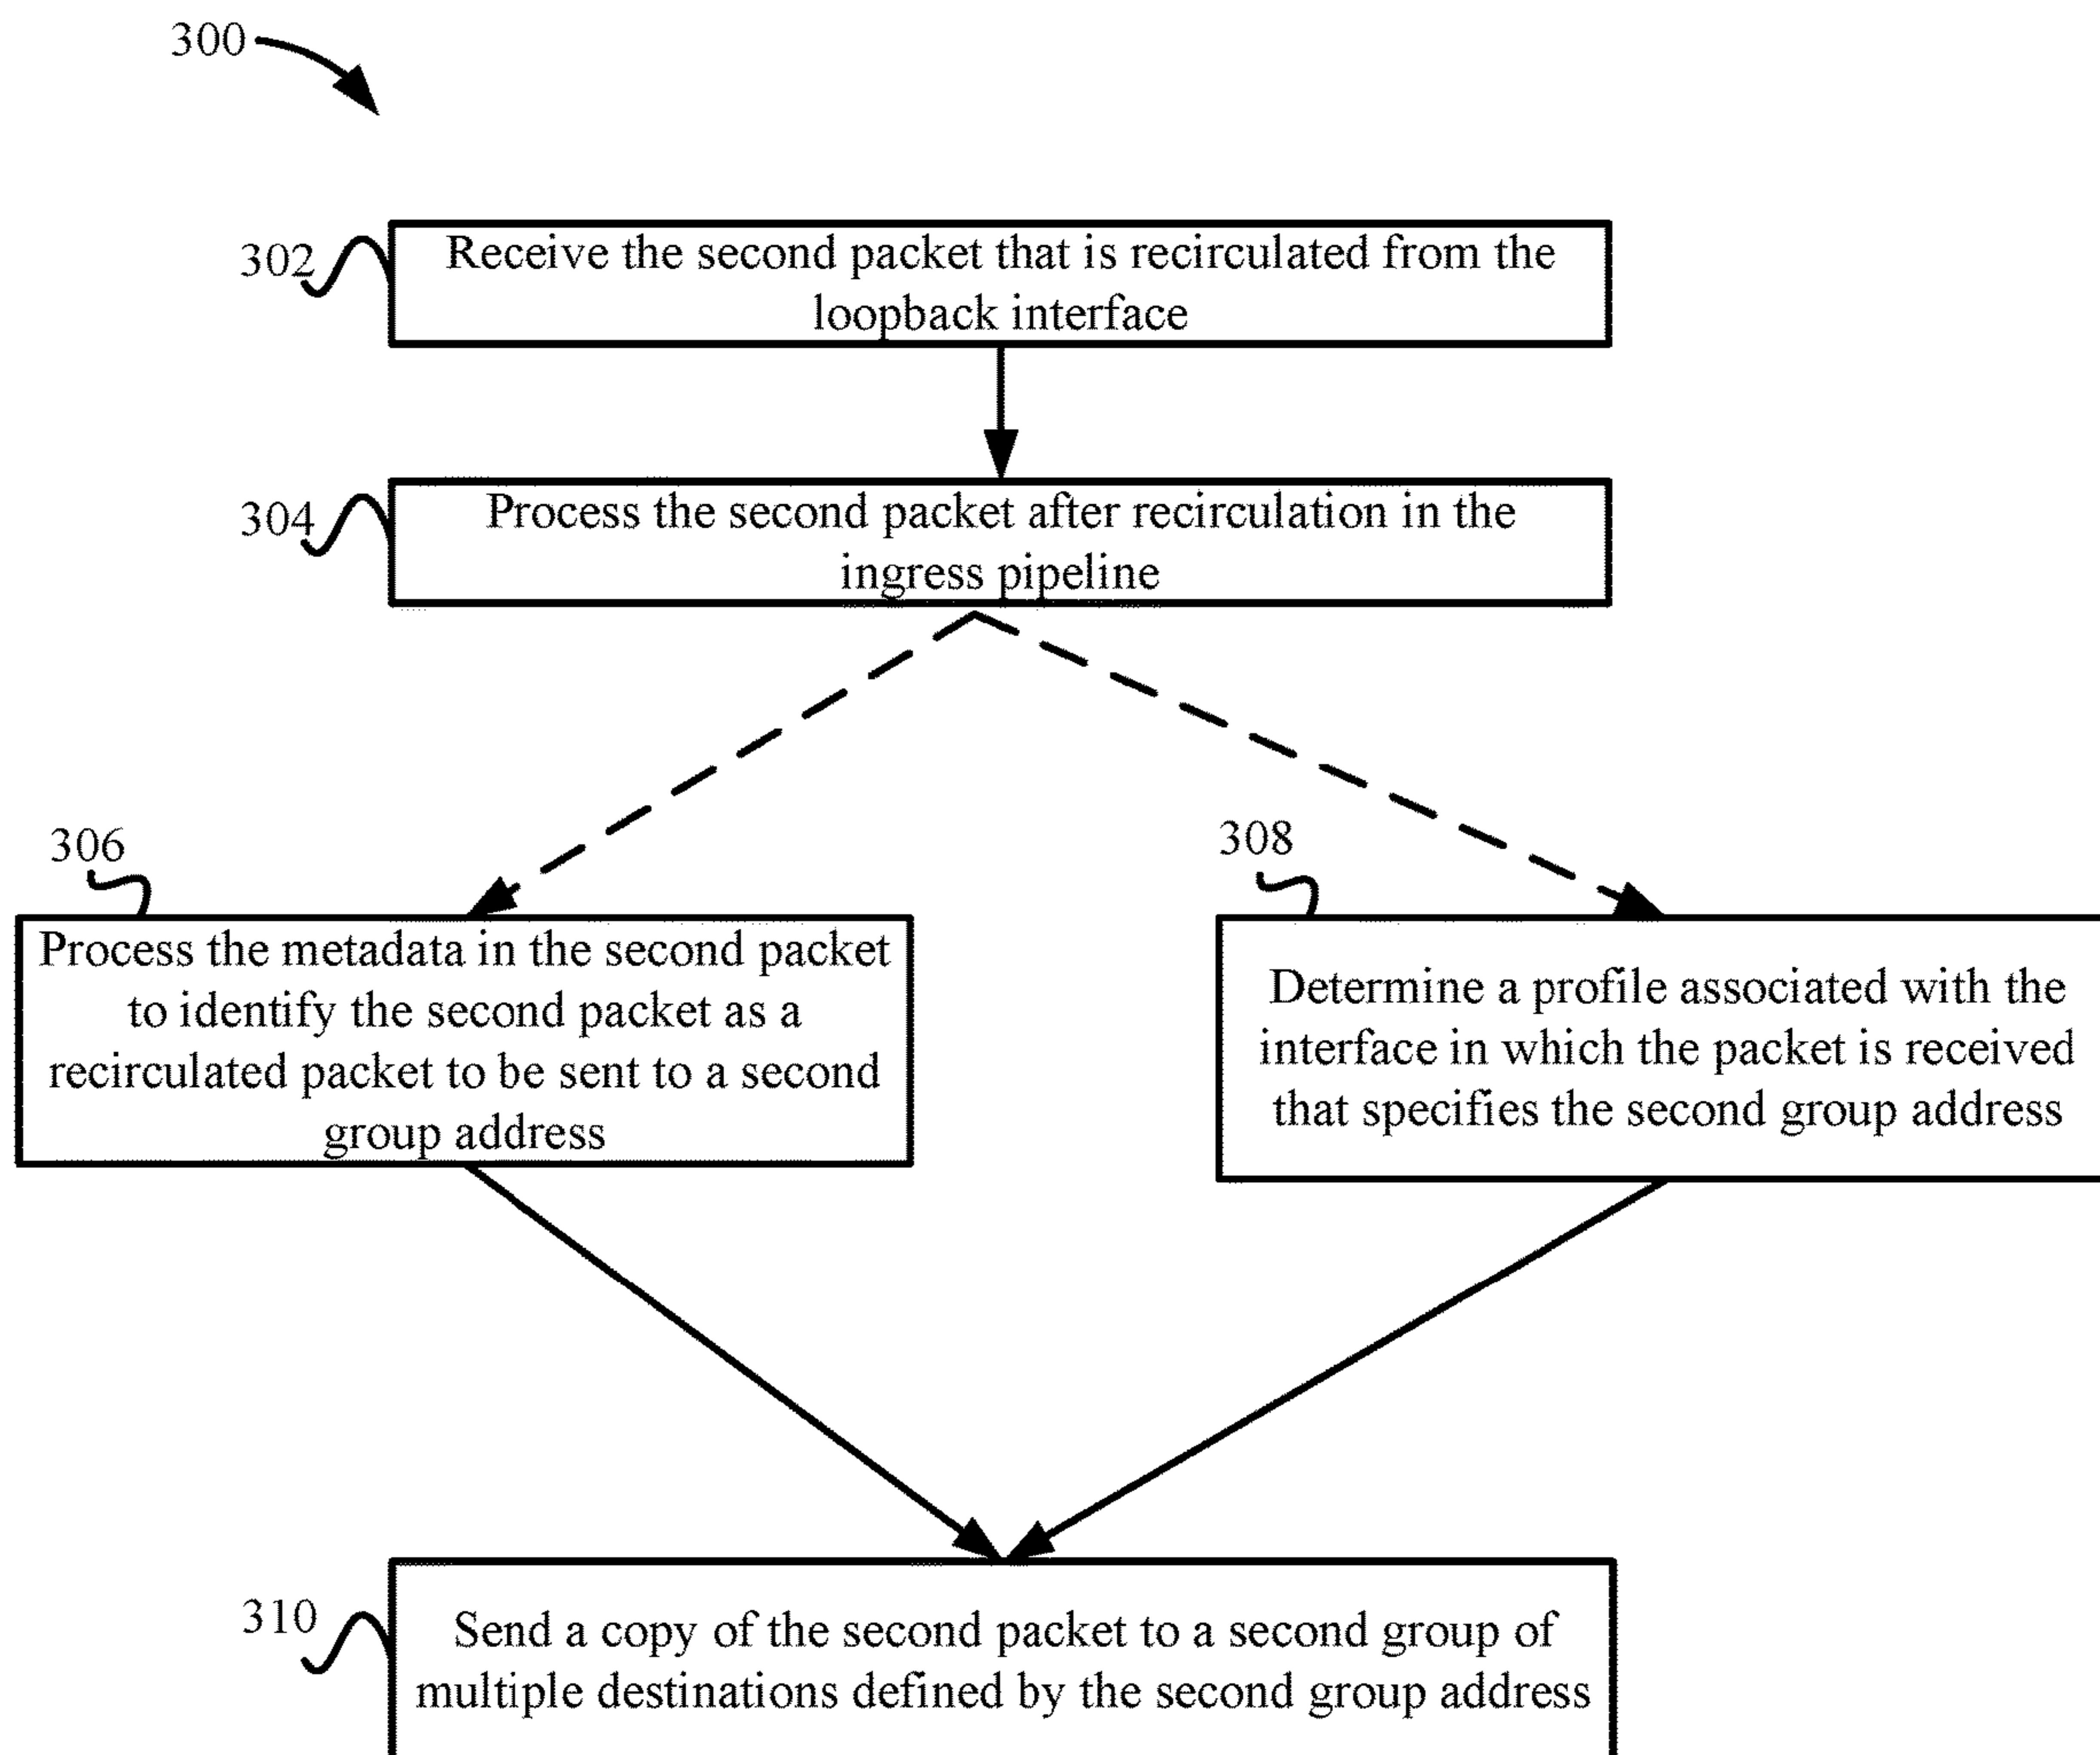 300
302
Receive the second packet that is recirculated from the
loopback interface
304
Process the second packet after recirculation in the
ingress pipeline
306
Process the metadata in the second packet
to identify the second packet as a
recirculated packet to be sent to a second
group address
308
Determine a profile associated with the
interface in which the packet is received
that specifies the second group address
310
Send a copy of the second packet to a second group of
multiple destinations defined by the second group address